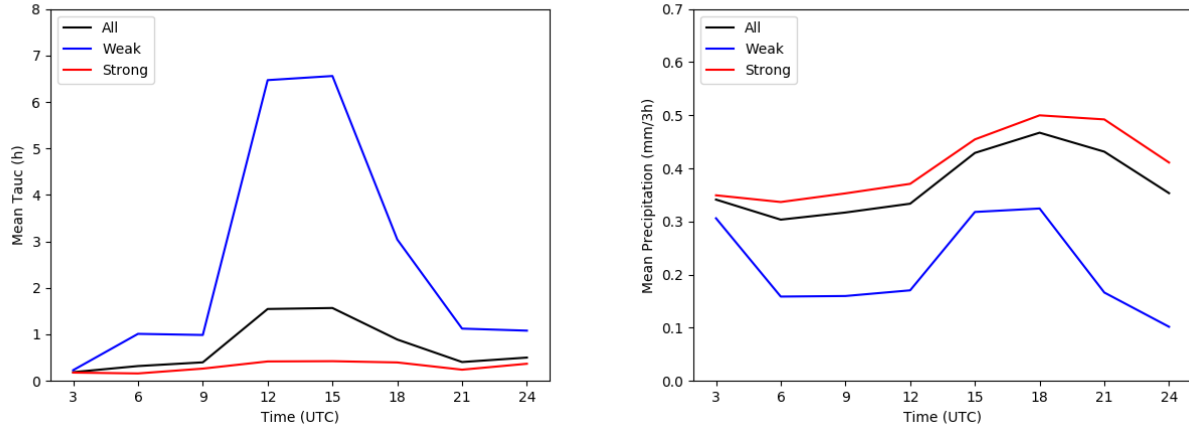 All
Weak
Strong
8
7
6
5
4
3
2
1
0
Mean Tauc (h)
3 6 9 12 15 18 21 24
Time (UTC)
All
Weak
Strong
0.7
0.6
0.5
0.4
0.3
0.2
0.1
0.0
Mean Precipitation (mm/3h)
3 6 9 12 15 18 21 24
Time (UTC)